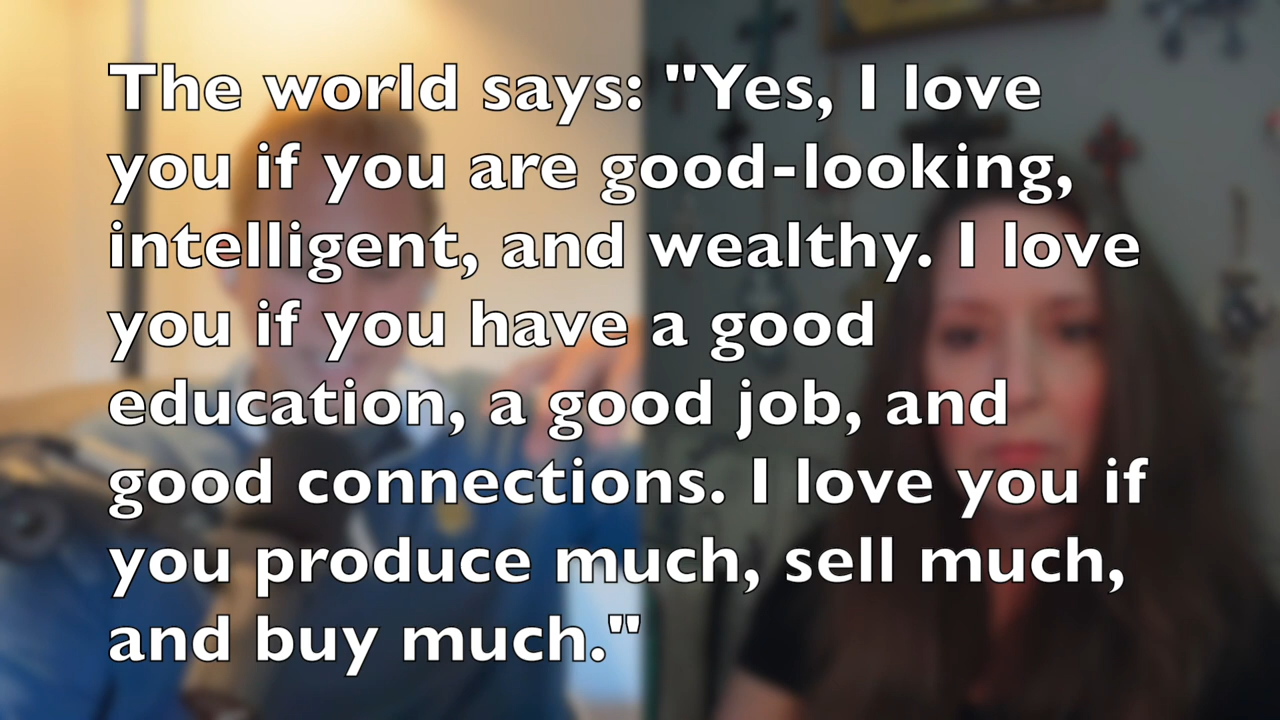 The world says: "Yes, I love
you if you are good-looking,
intelligent, and wealthy. I love
you if you have a good
education, a good job, and
good connections. I love you if
you produce much, sell much,
and buy much."